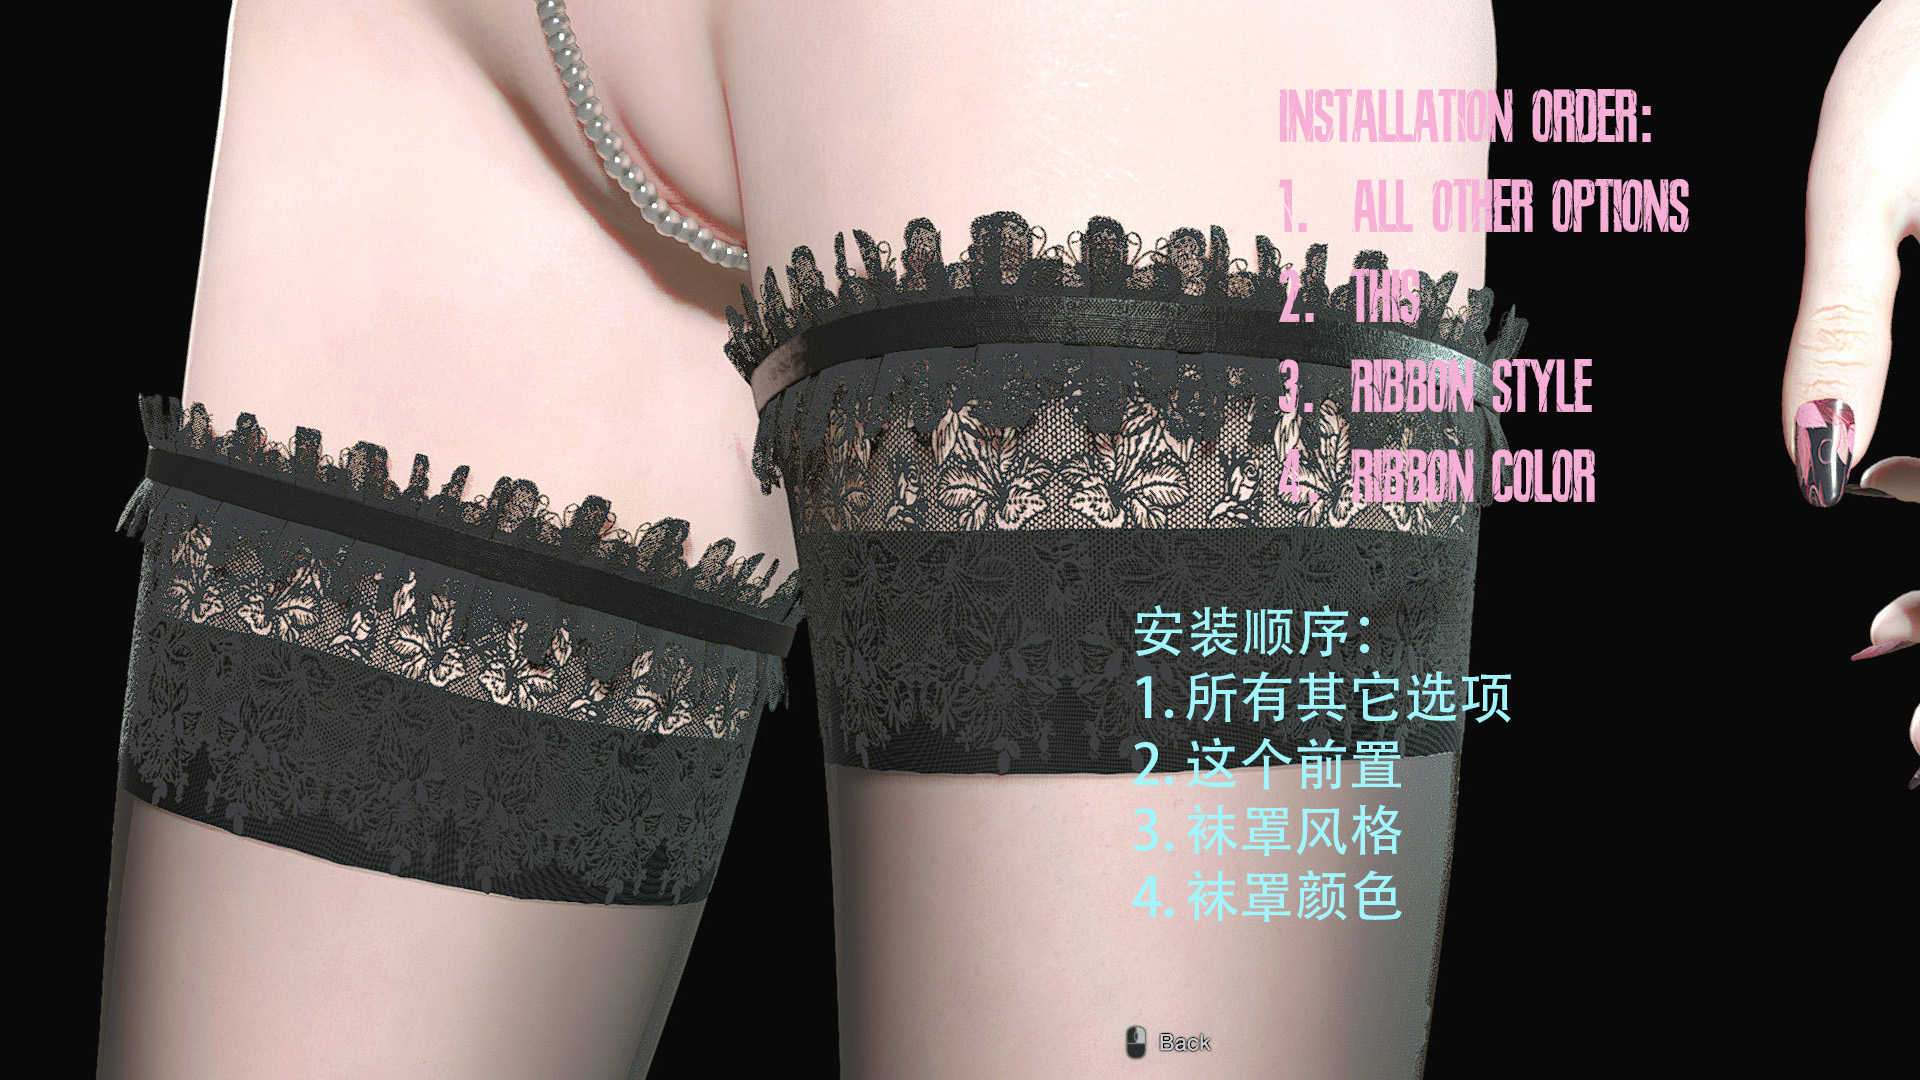 INSTALLATION ORDER:
1. ALL OTHER OPTIONS
2. THIS
3. RIBBON STYLE
4. RIBBON COLOR
安装顺序：
1.所有其它选项
2.这个前置
3.袜罩风格
4.袜罩颜色
Back